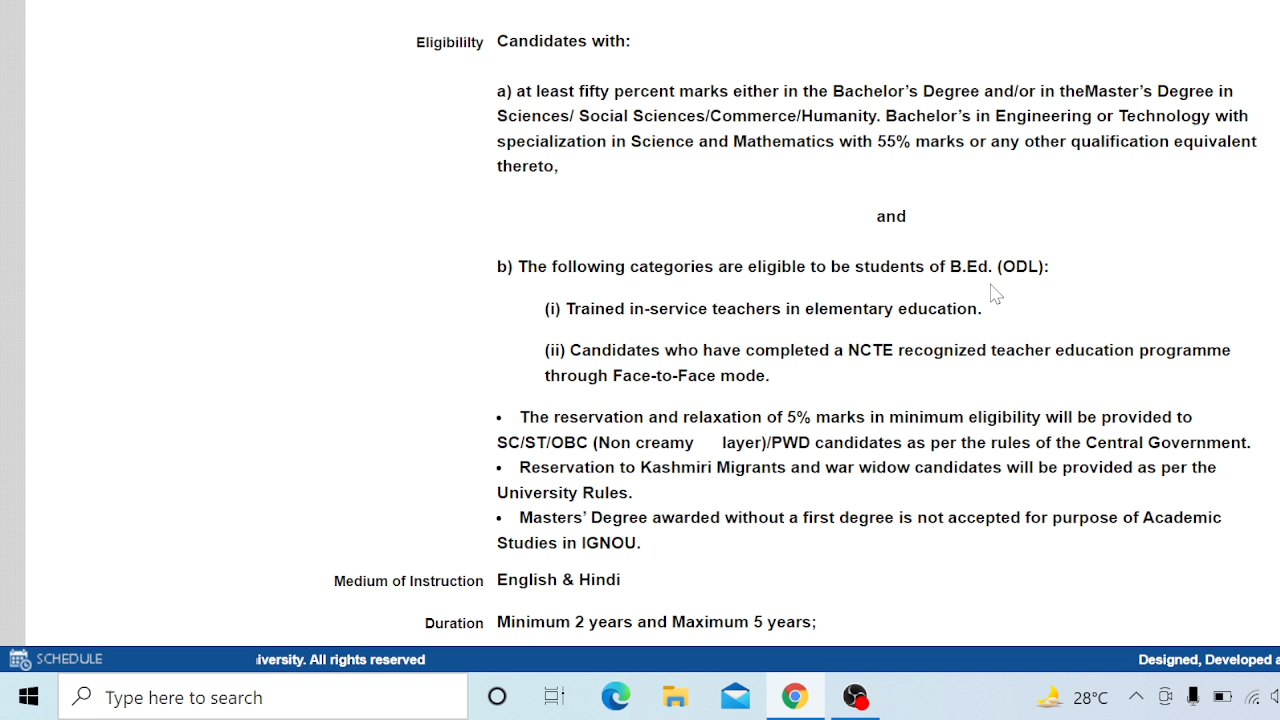 Eligibililty Candidates with:
a) at least fifty percent marks either in the Bachelor's Degree and/or in theMaster's Degree in
Sciences/ Social Sciences/Commerce/Humanity. Bachelor's in Engineering or Technology with
specialization in Science and Mathematics with 55% marks or any other qualification equivalent
thereto,
and
b) The following categories are eligible to be students of B.Ed. (ODL):
(i) Trained in-service teachers in elementary education.
(ii) Candidates who have completed a NCTE recognized teacher education programme
through Face-to-Face mode.
• The reservation and relaxation of 5% marks in minimum eligibility will be provided to
SC/ST/OBC (Non creamy layer)/PWD candidates as per the rules of the Central Government.
• Reservation to Kashmiri Migrants and war widow candidates will be provided as per the
University Rules.
• Masters' Degree awarded without a first degree is not accepted for purpose of Academic
Studies in IGNOU.
Medium of Instruction English & Hindi
Duration Minimum 2 years and Maximum 5 years;
SCHEDULE iversity. All rights reserved Designed, Developed a
Type here to search 28°C